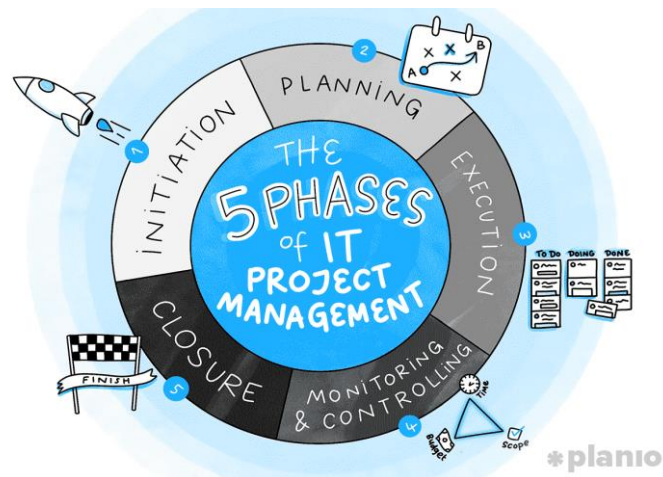 THE
5 PHASES
of IT
PROJECT
MANAGEMENT
1
INITIATION
2
PLANNING
A
B
3
EXECUTION
TO DO
DOING
DONE
4
MONITORING
& CONTROLLING
Time
Budget
Scope
5
CLOSURE
FINISH
*planio